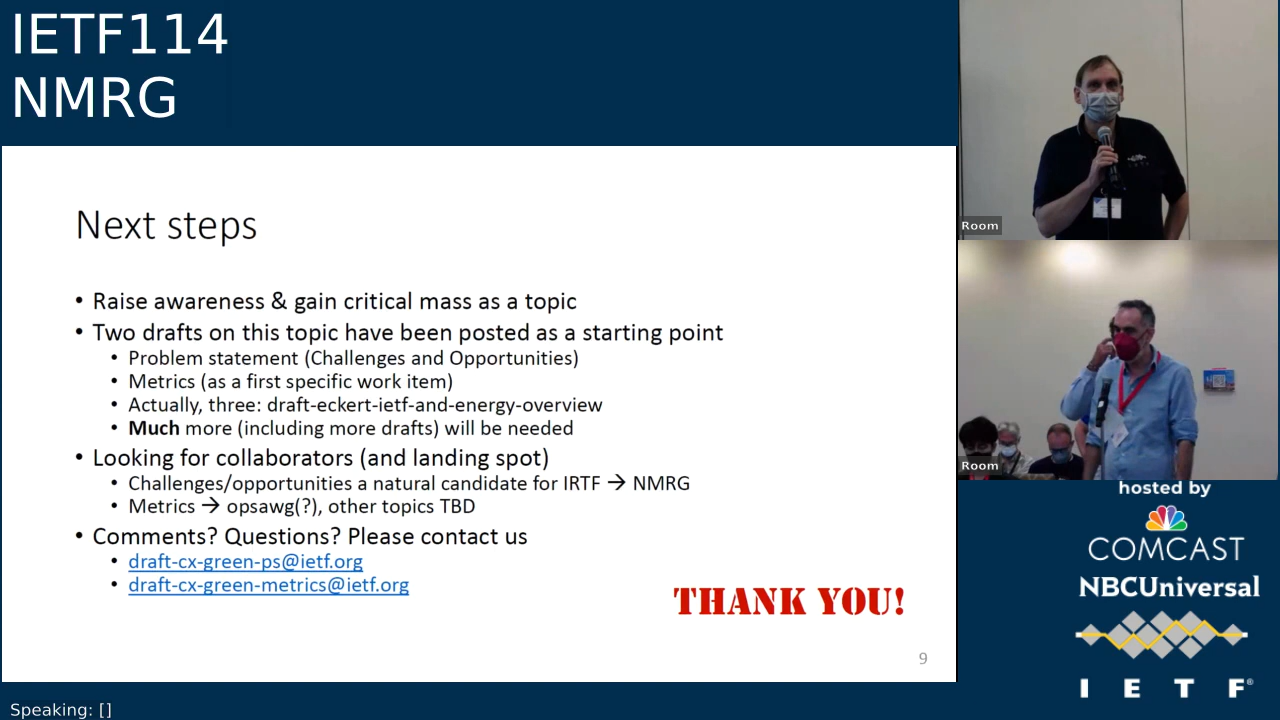 IETF114
NMRG
Next steps
• Raise awareness & gain critical mass as a topic
• Two drafts on this topic have been posted as a starting point
• Problem statement (Challenges and Opportunities)
• Metrics (as a first specific work item)
• Actually, three: draft-eckert-ietf-and-energy-overview
• Much more (including more drafts) will be needed
• Looking for collaborators (and landing spot)
• Challenges/opportunities a natural candidate for IRTF → NMRG
• Metrics → opsawg(?), other topics TBD
• Comments? Questions? Please contact us
• draft-cx-green-ps@ietf.org
• draft-cx-green-metrics@ietf.org
THANK YOU!
9
Speaking: []
Room
Room
hosted by
COMCAST
NBCUniversal
I E T F®